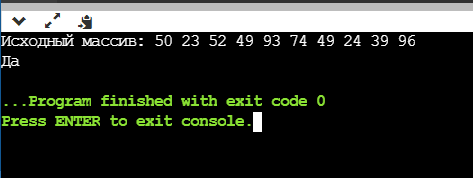 Исходный массив: 50 23 52 49 93 74 49 24 39 96
Да
...Program finished with exit code 0
Press ENTER to exit console.